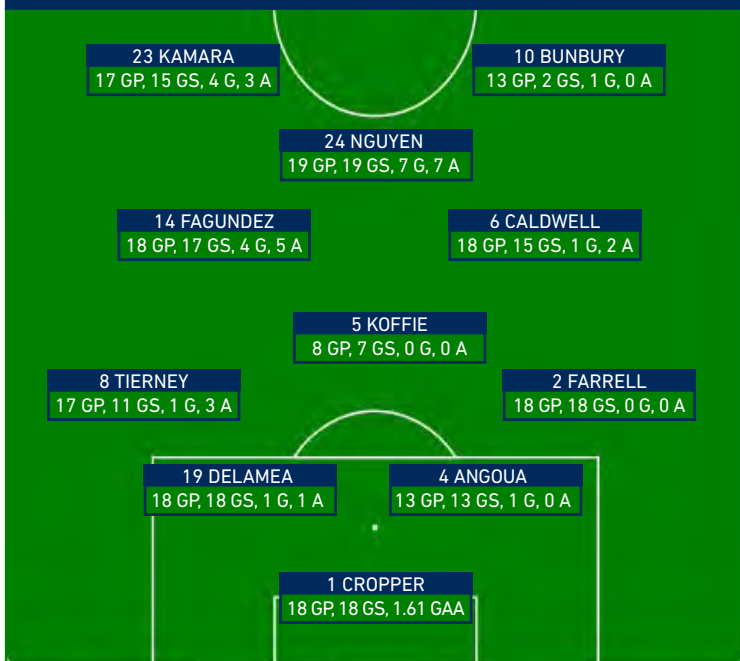 23 KAMARA
17 GP, 15 GS, 4 G, 3 A
10 BUNBURY
13 GP, 2 GS, 1 G, 0 A
24 NGUYEN
19 GP, 19 GS, 7 G, 7 A
14 FAGUNDEZ
18 GP, 17 GS, 4 G, 5 A
6 CALDWELL
18 GP, 15 GS, 1 G, 2 A
5 KOFFIE
8 GP, 7 GS, 0 G, 0 A
8 TIERNEY
17 GP, 11 GS, 1 G, 3 A
2 FARRELL
18 GP, 18 GS, 0 G, 0 A
19 DELAMEA
18 GP, 18 GS, 1 G, 1 A
4 ANGOUA
13 GP, 13 GS, 1 G, 0 A
1 CROPPER
18 GP, 18 GS, 1.61 GAA